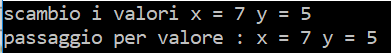 scambio i valori x = 7 y = 5
passaggio per valore : x = 7 y = 5